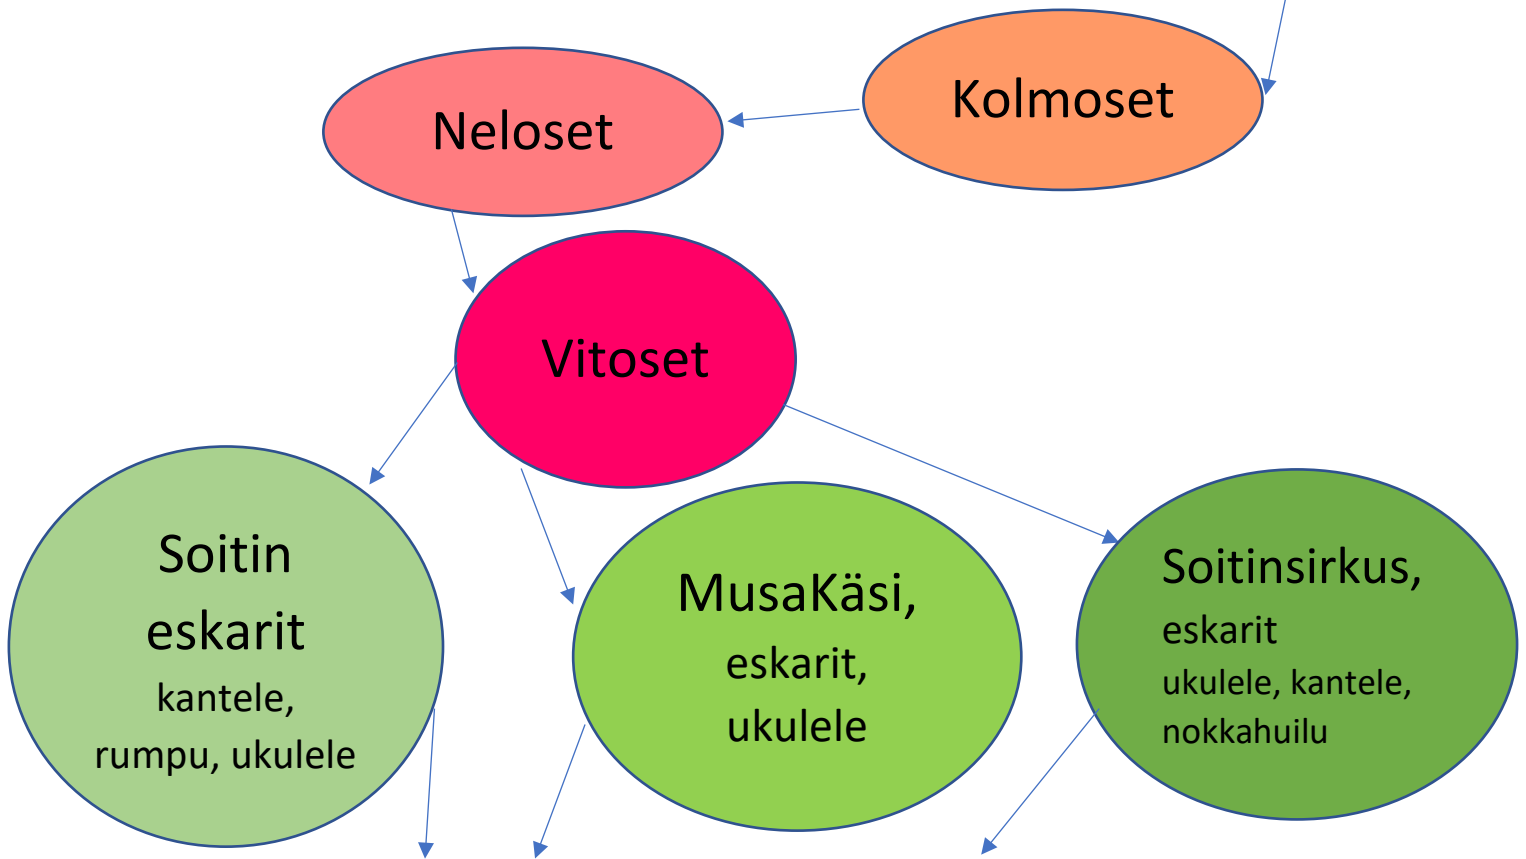 Kolmoset
Neloset
Vitoset
Soitin
eskarit
kantele,
rumpu, ukulele
MusaKäsi,
eskarit,
ukulele
Soitinsirkus,
eskarit
ukulele, kantele,
nokkahuilu